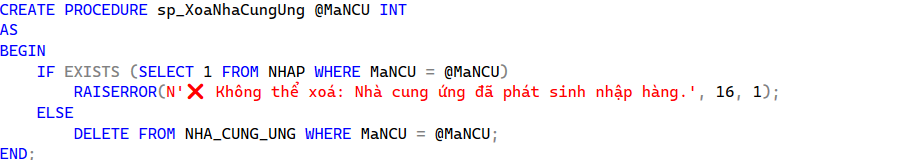 CREATE PROCEDURE sp_XoaNhaCungUng @MaNCU INT
AS
BEGIN
    IF EXISTS (SELECT 1 FROM NHAP WHERE MaNCU = @MaNCU)
        RAISERROR(N'❌ Không thể xoá: Nhà cung ứng đã phát sinh nhập hàng.', 16, 1);
    ELSE
        DELETE FROM NHA_CUNG_UNG WHERE MaNCU = @MaNCU;
END;